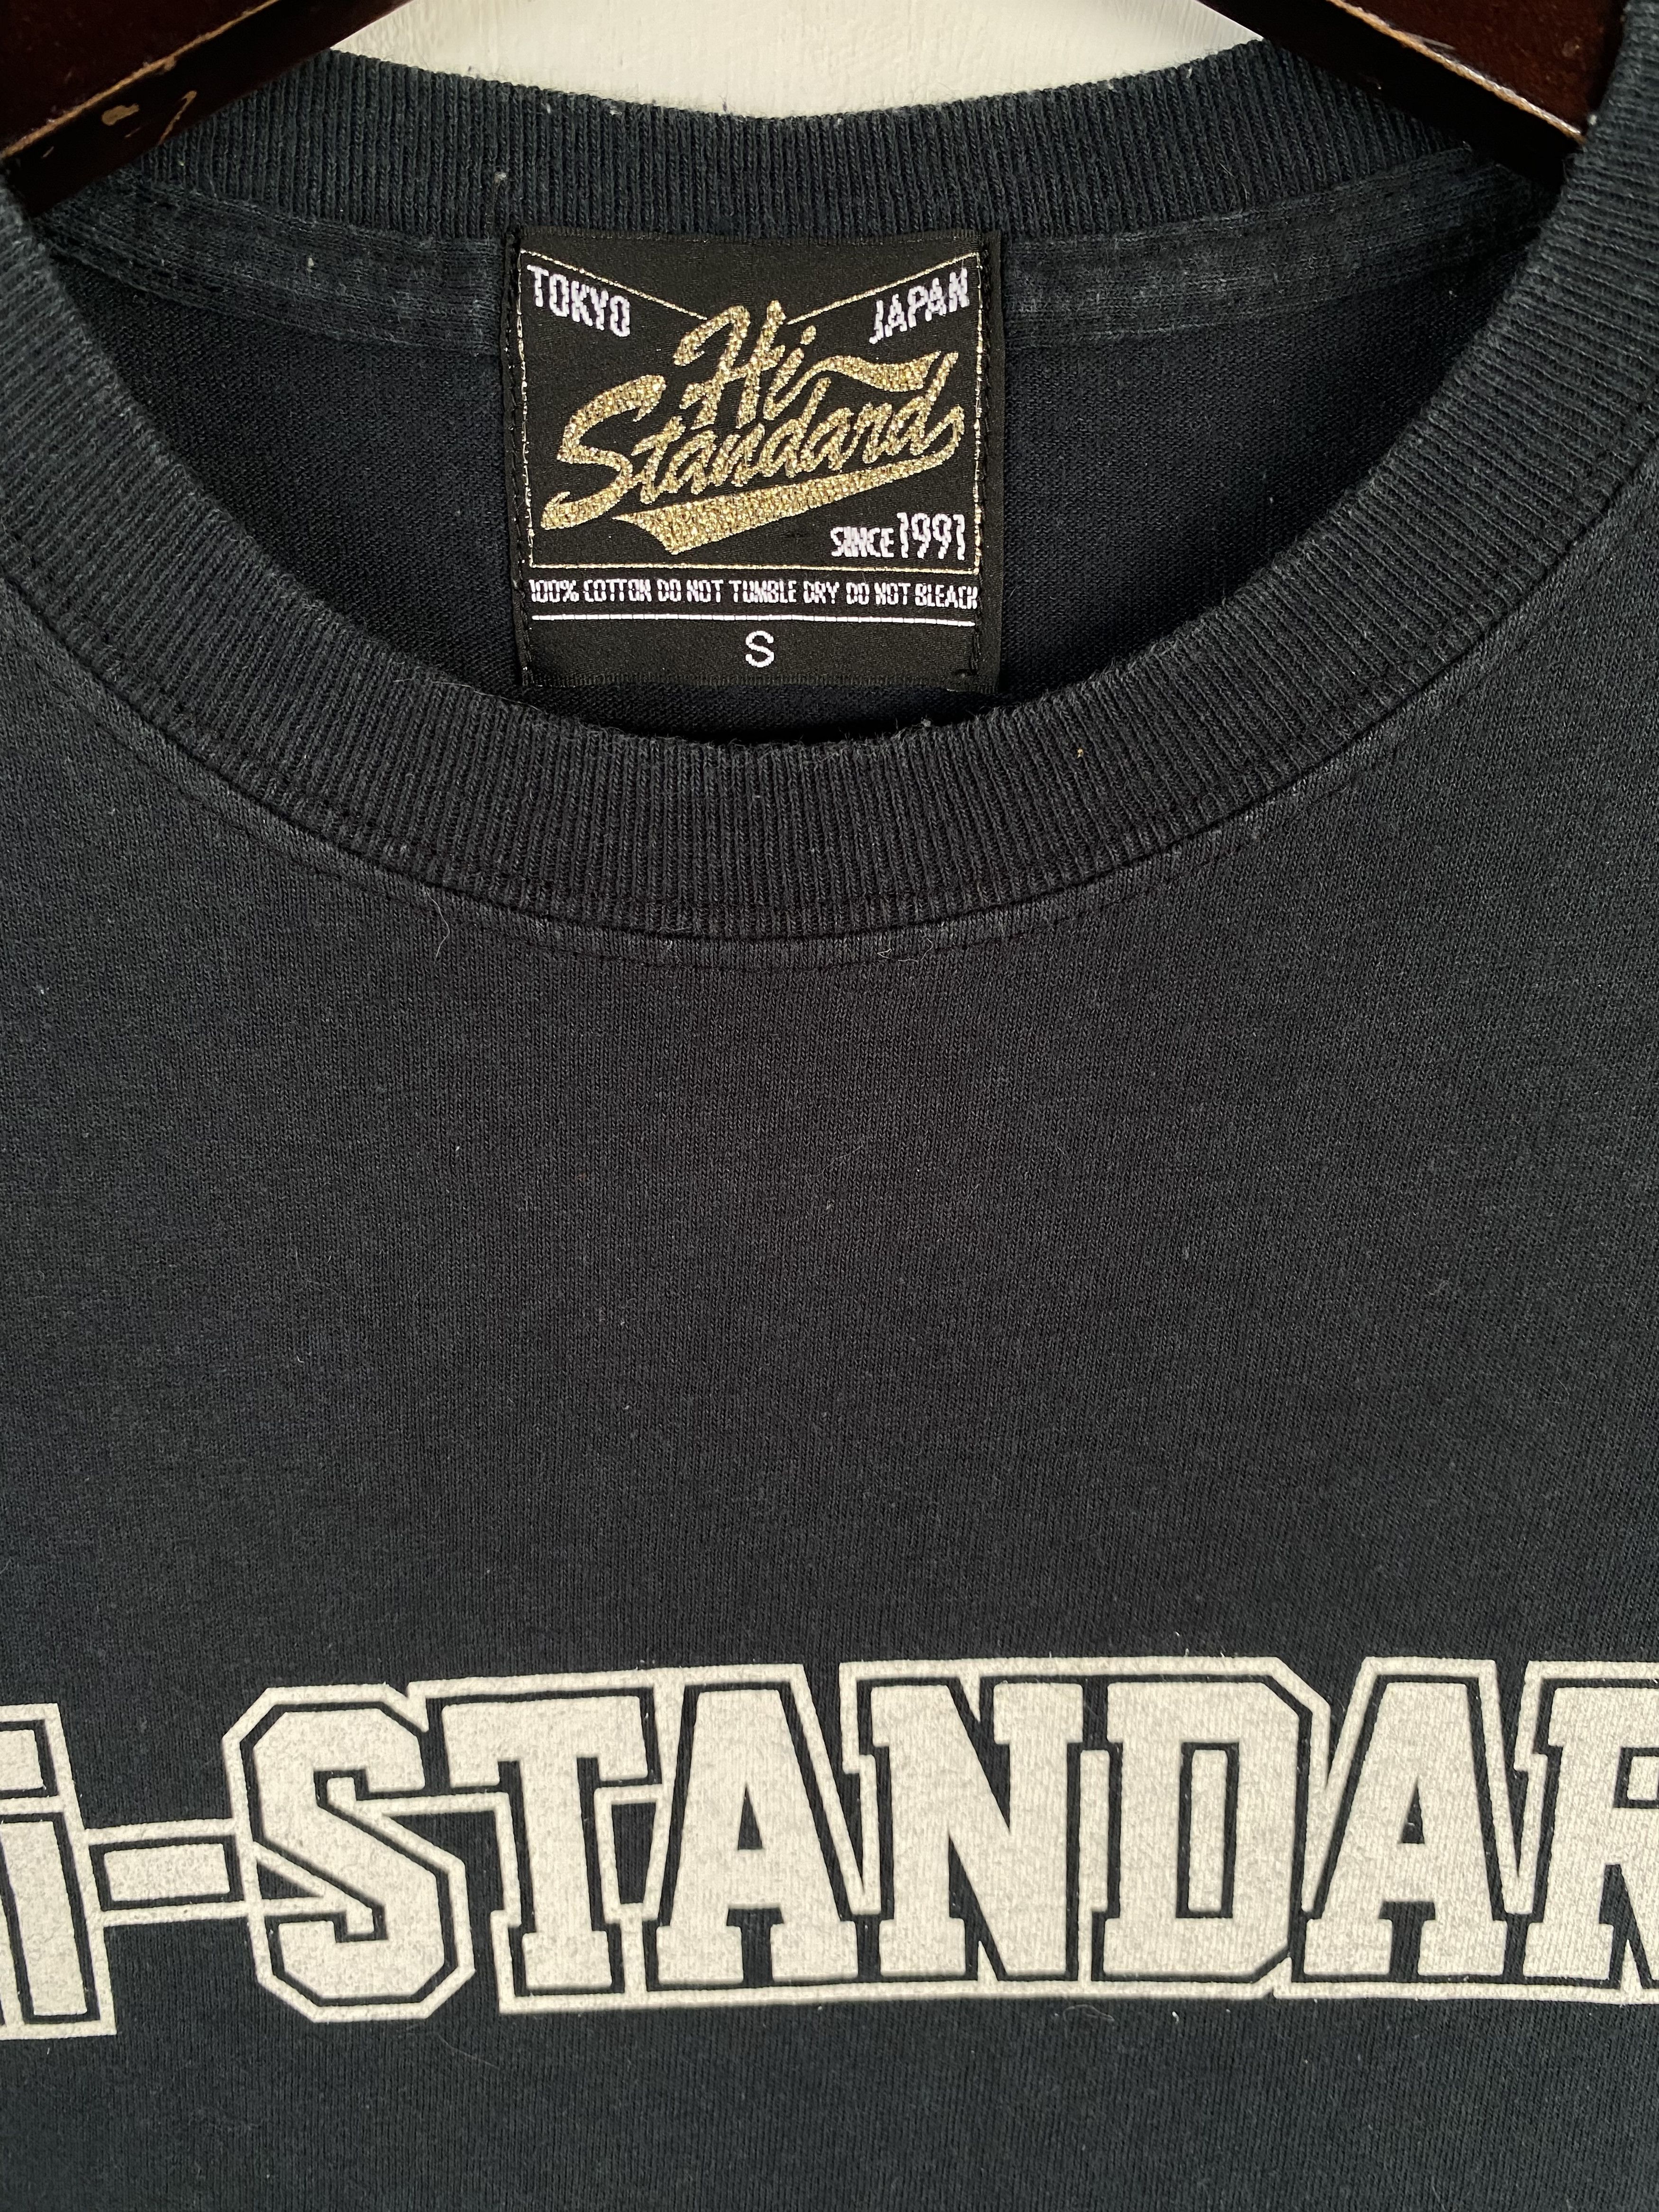 TOKYO JAPAN
Hi
Standard
SINCE 1991
100% COTTON DO NOT TUMBLE DRY DO NOT BLEACH
S
i-STANDAR